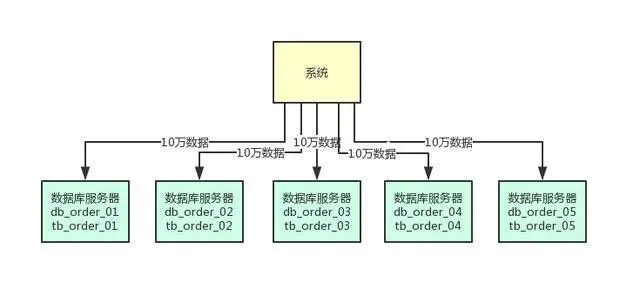 系统
10万数据
10万数据
10万数据
10万数据
10万数据
数据库服务器
db_order_01
tb_order_01
数据库服务器
db_order_02
tb_order_02
数据库服务器
db_order_03
tb_order_03
数据库服务器
db_order_04
tb_order_04
数据库服务器
db_order_05
tb_order_05